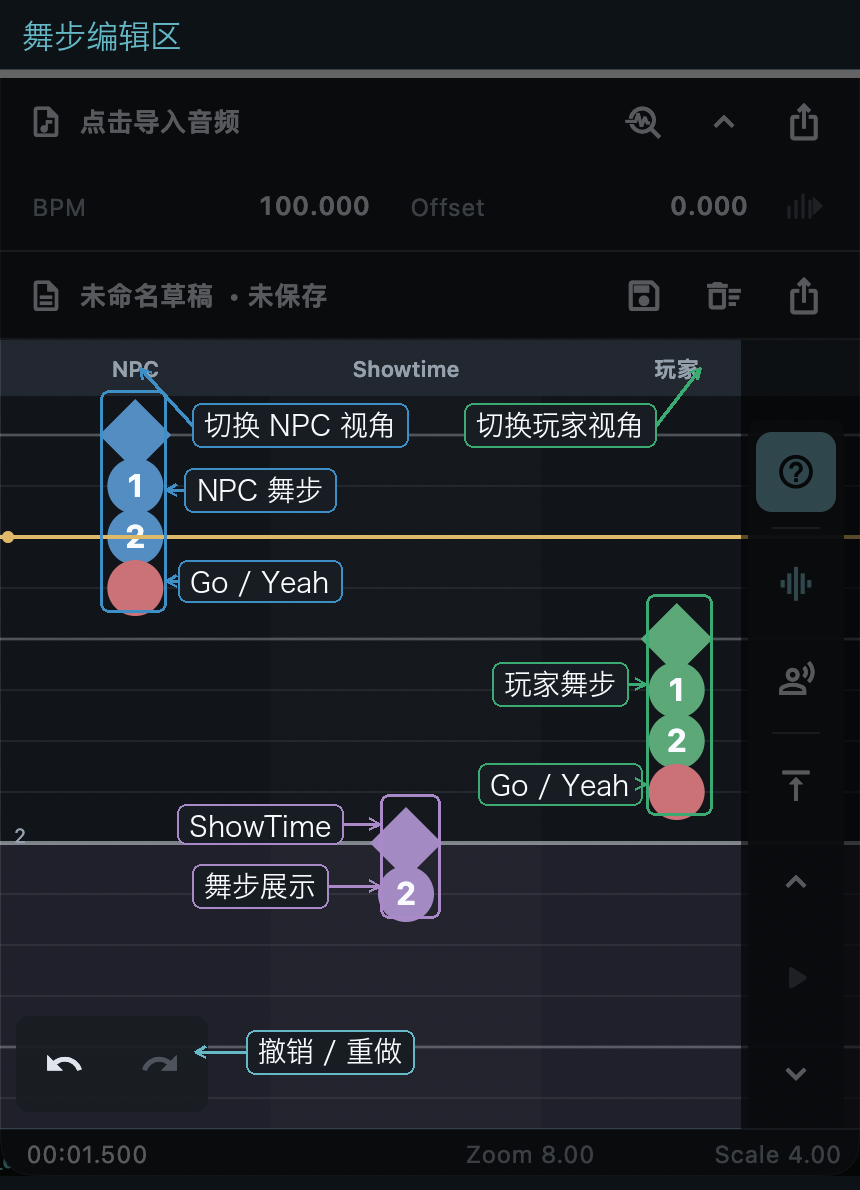 舞步编辑区
点击导入音频
BPM 100.000 Offset 0.000
未命名草稿 • 未保存
NPC Showtime 玩家
切换 NPC 视角 切换玩家视角
1 NPC 舞步
2
Go / Yeah
玩家舞步 1
2
Go / Yeah
ShowTime
2
舞步展示 2
撤销 / 重做
00:01.500 Zoom 8.00 Scale 4.00